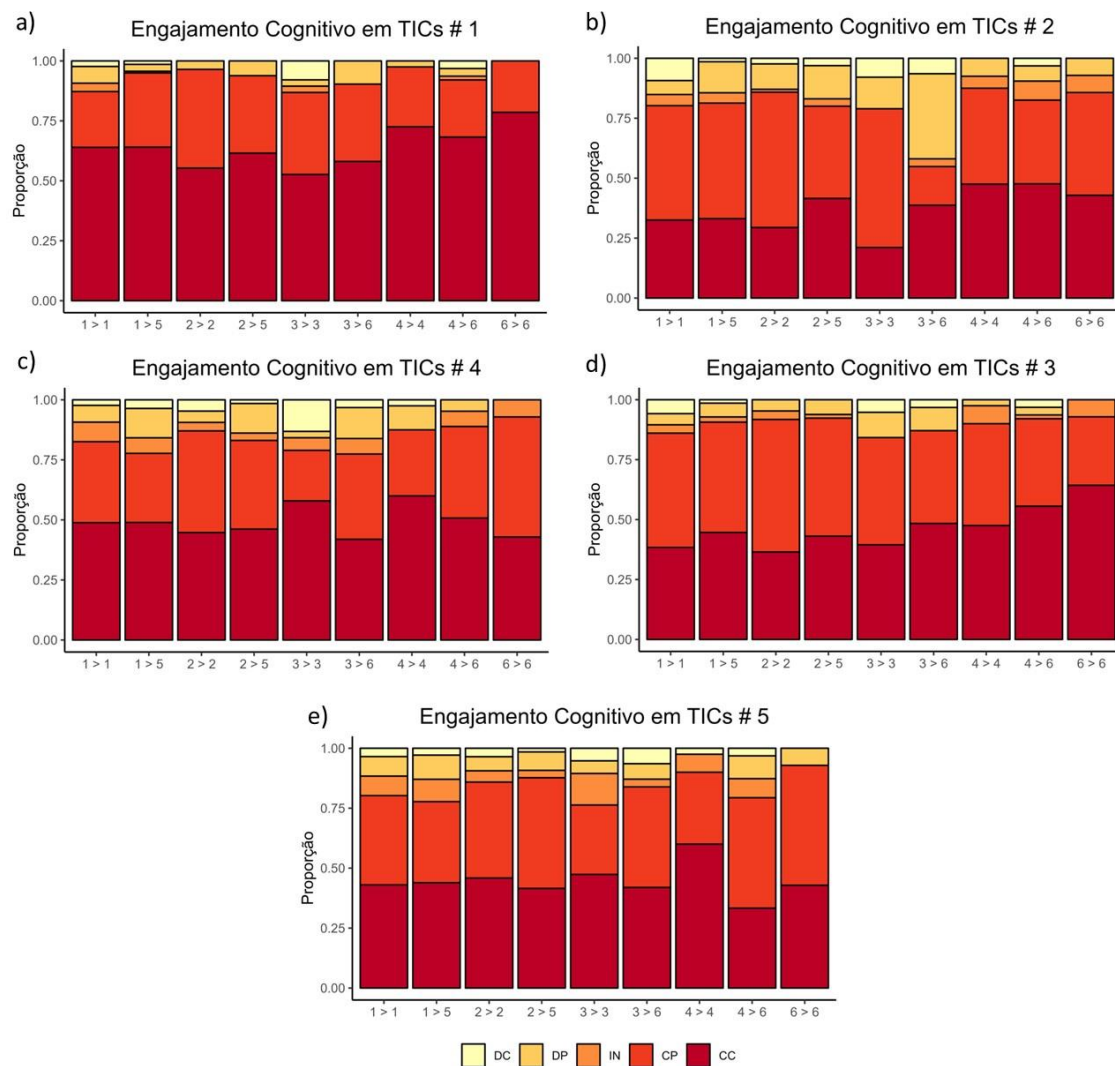 a)
Engajamento Cognitivo em TICs # 1
Proporção
1.00
0.75
0.50
0.25
0.00
1 > 1 1 > 5 2 > 2 2 > 5 3 > 3 3 > 6 4 > 4 4 > 6 6 > 6
b)
Engajamento Cognitivo em TICs # 2
Proporção
1.00
0.75
0.50
0.25
0.00
1 > 1 1 > 5 2 > 2 2 > 5 3 > 3 3 > 6 4 > 4 4 > 6 6 > 6
c)
Engajamento Cognitivo em TICs # 4
Proporção
1.00
0.75
0.50
0.25
0.00
1 > 1 1 > 5 2 > 2 2 > 5 3 > 3 3 > 6 4 > 4 4 > 6 6 > 6
d)
Engajamento Cognitivo em TICs # 3
Proporção
1.00
0.75
0.50
0.25
0.00
1 > 1 1 > 5 2 > 2 2 > 5 3 > 3 3 > 6 4 > 4 4 > 6 6 > 6
e)
Engajamento Cognitivo em TICs # 5
Proporção
1.00
0.75
0.50
0.25
0.00
1 > 1 1 > 5 2 > 2 2 > 5 3 > 3 3 > 6 4 > 4 4 > 6 6 > 6
DC DP IN CP CC